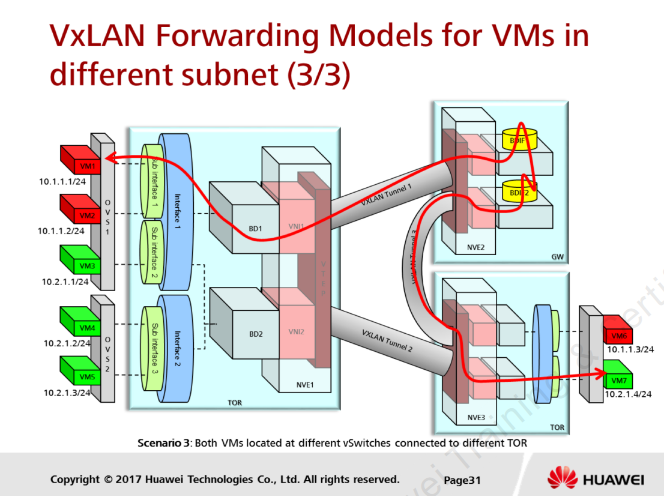 VxLAN Forwarding Models for VMs in
different subnet (3/3)
VM1
10.1.1.1/24
VM2
10.1.1.2/24
VM3
10.2.1.1/24
VM4
10.2.1.2/24
VM5
10.2.1.3/24
OVS1
OVS2
Sub interface 1
Sub interface 2
Sub interface 3
Interface 1
Interface 2
TOR
BD1
VNI1
BD2
VNI2
NVE1
VXLAN Tunnel 1
VXLAN Tunnel 2
BDIF
BDIF2
NVE2
GW
NVE3
TOR
VM6
10.1.1.3/24
VM7
10.2.1.4/24
Scenario 3: Both VMs located at different vSwitches connected to different TOR
Copyright © 2017 Huawei Technologies Co., Ltd. All rights reserved.
Page31
HUAWEI